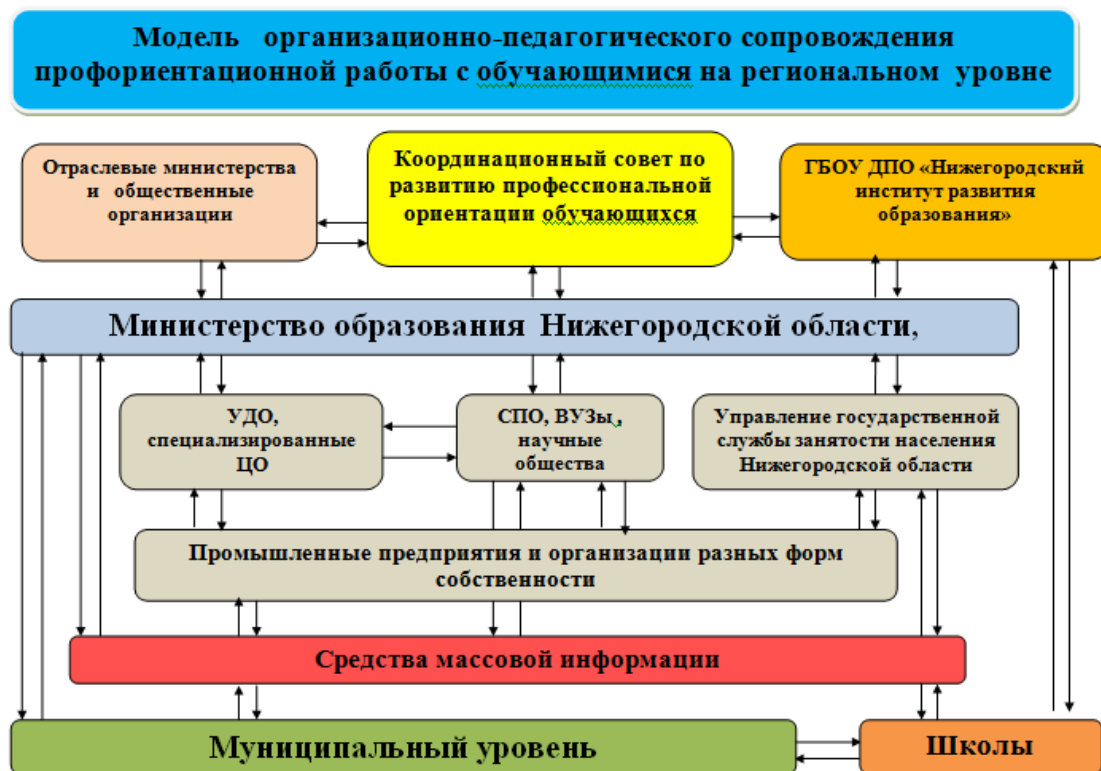 Модель организационно-педагогического сопровождения
профориентационной работы с обучающимися на региональном уровне
Отраслевые министерства
и общественные
организации
Координационный совет по
развитию профессиональной
ориентации обучающихся
ГБОУ ДПО «Нижегородский
институт развития
образования»
Министерство образования Нижегородской области,
УДО,
специализированные
ЦО
СПО, ВУЗы,
научные
общества
Управление государственной
службы занятости населения
Нижегородской области
Промышленные предприятия и организации разных форм
собственности
Средства массовой информации
Муниципальный уровень
Школы